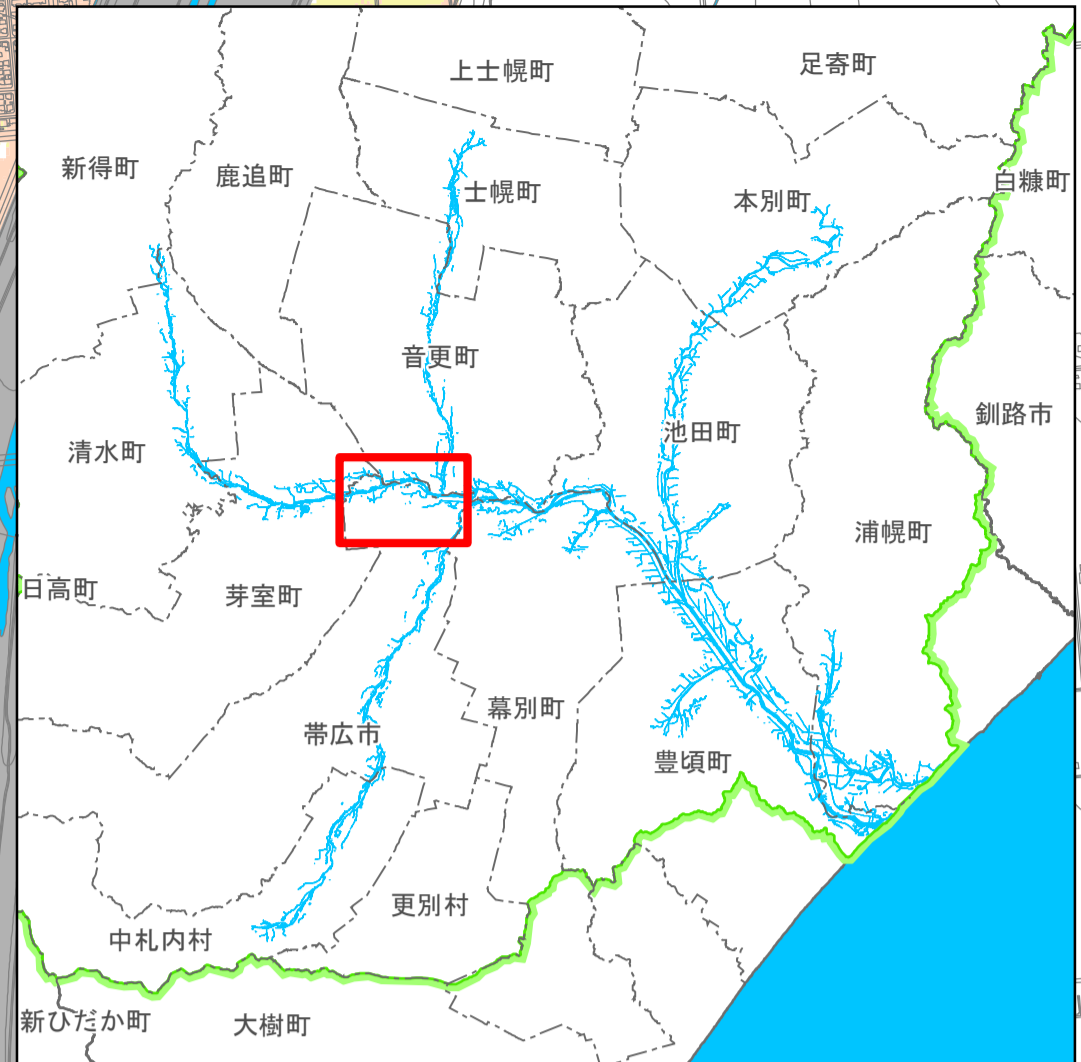 足寄町
上士幌町
新得町
鹿追町
白糠町
士幌町
本別町
音更町
釧路市
池田町
清水町
浦幌町
日高町
芽室町
幕別町
帯広市
豊頃町
更別村
中札内村
新ひだか町
大樹町